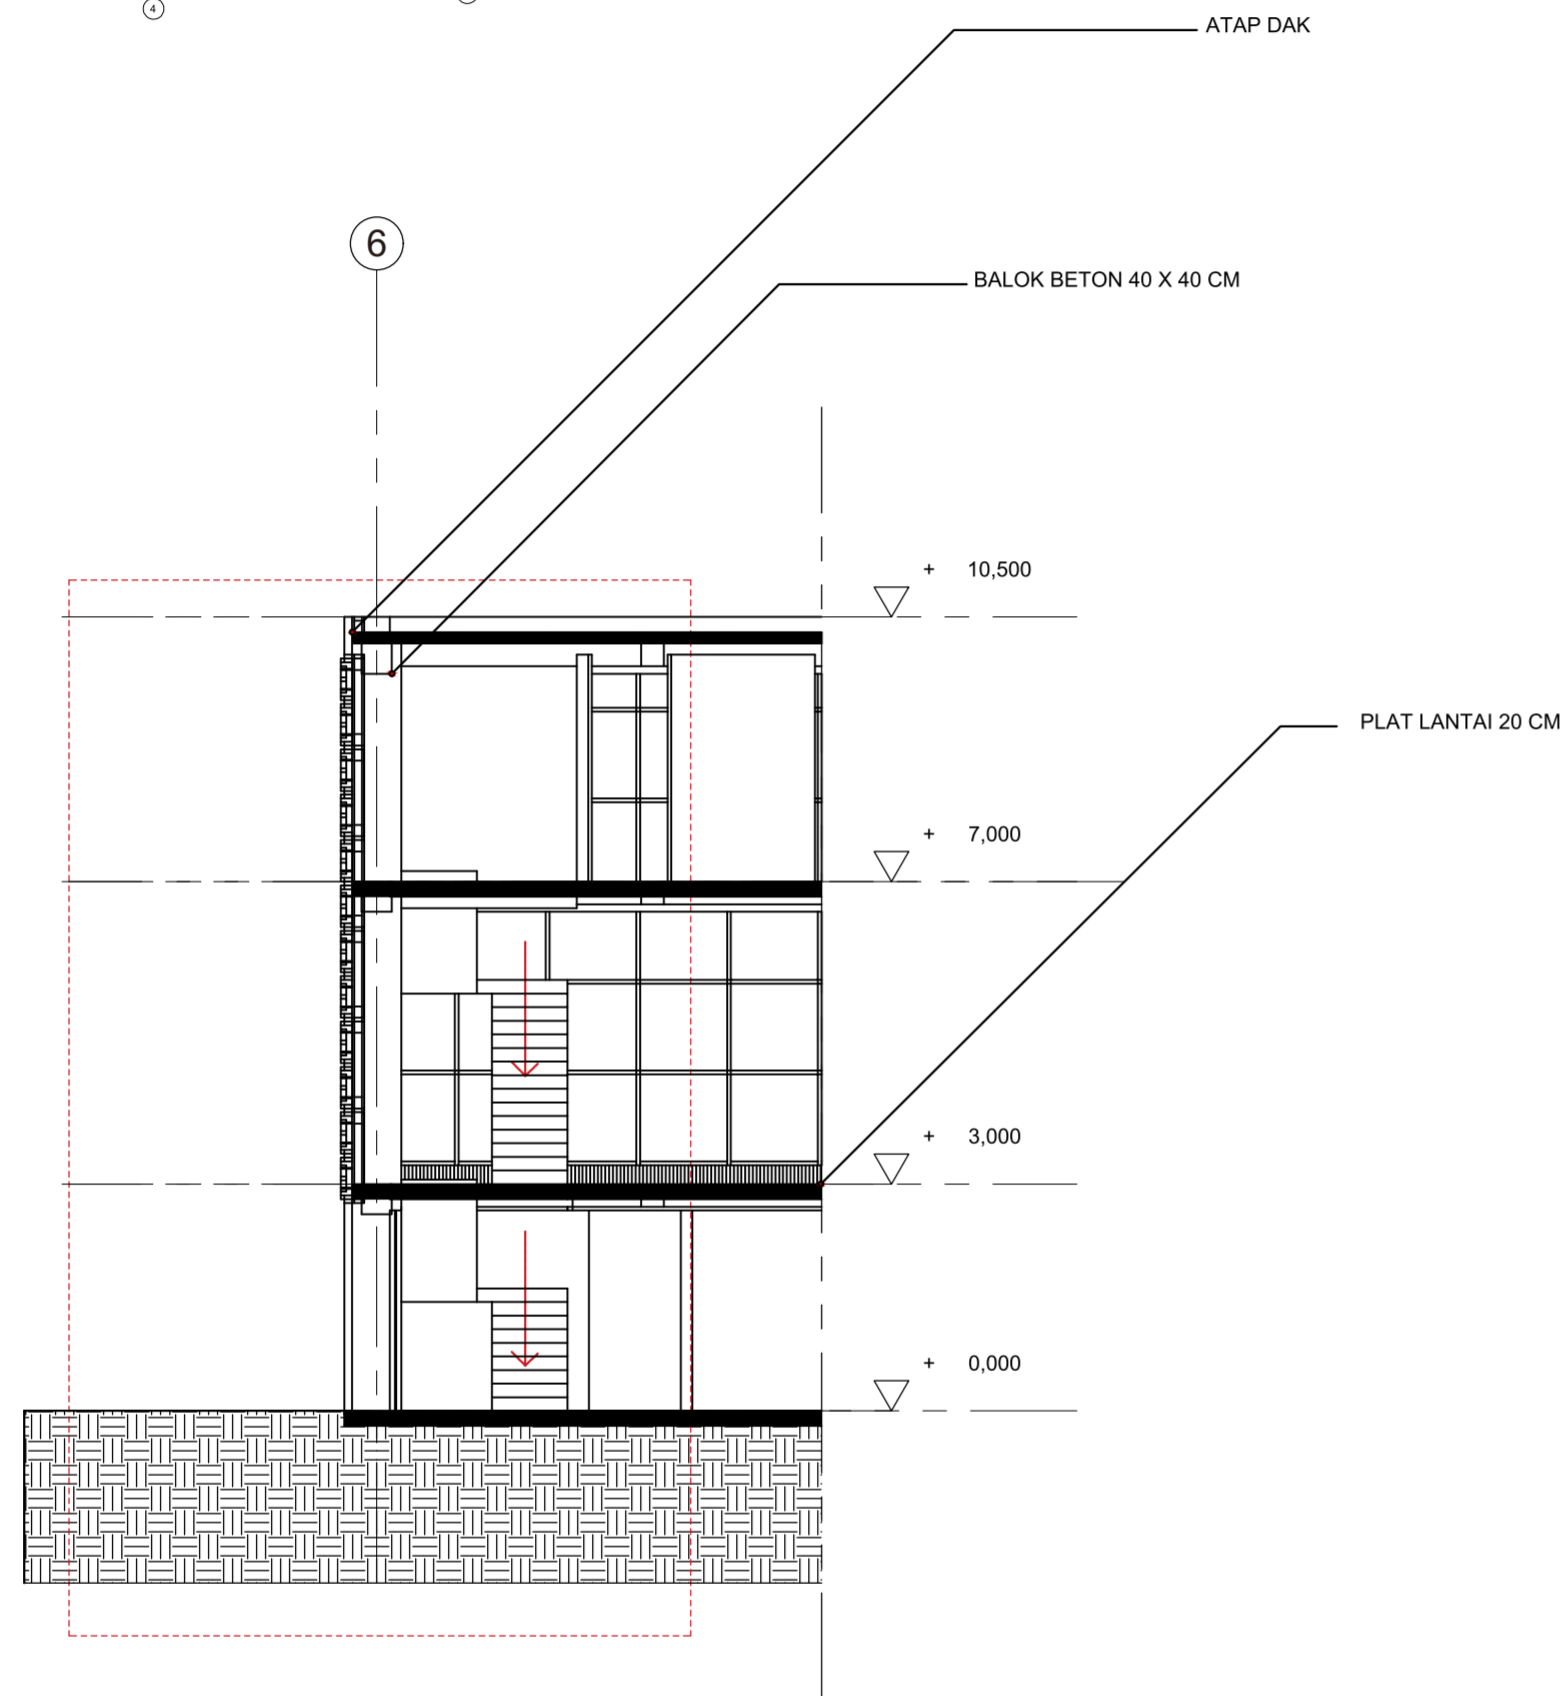 4
ATAP DAK
6
BALOK BETON 40 X 40 CM
+ 10,500
PLAT LANTAI 20 CM
+ 7,000
+ 3,000
+ 0,000